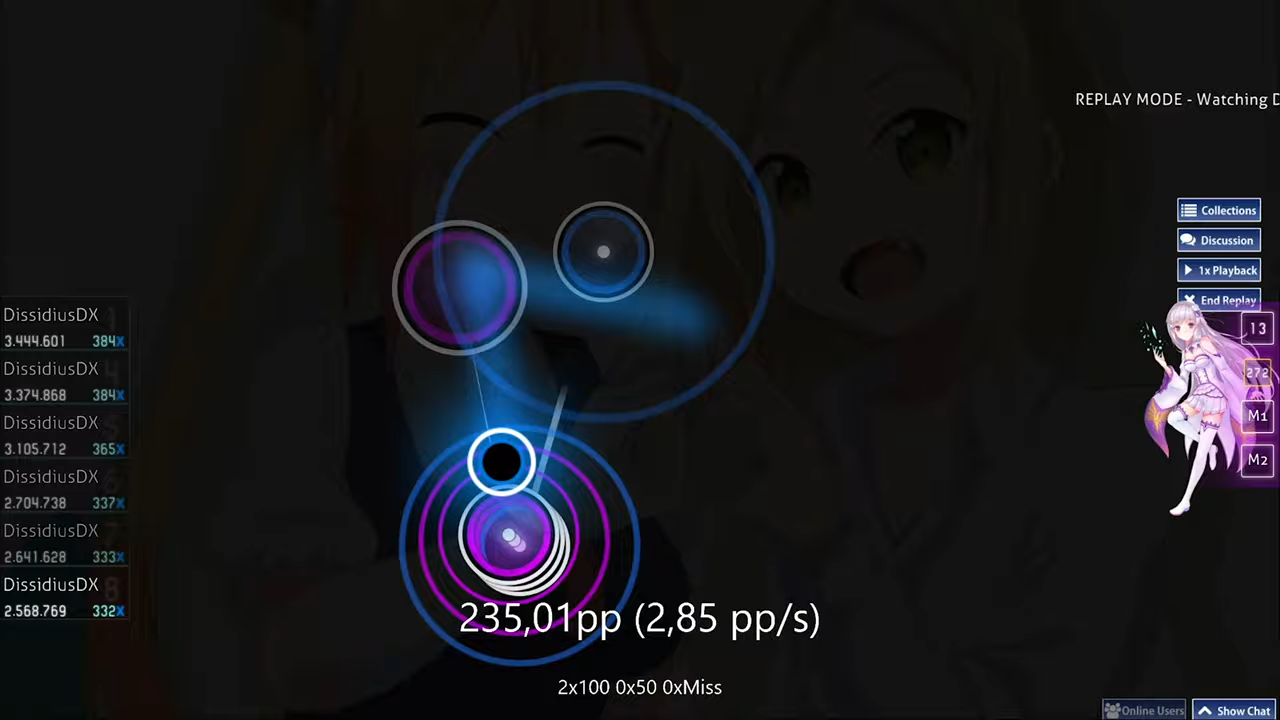 REPLAY MODE - Watching D
Collections
Discussion
1x Playback
End Replay
DissidiusDX
3.444.601 384x
DissidiusDX
3.374.868 384x
DissidiusDX
3.105.712 365x
DissidiusDX
2.704.738 337x
DissidiusDX
2.641.628 333x
DissidiusDX 8
2.568.769 332x
13
272
M1
M2
235,01pp (2,85 pp/s)
2x100 0x50 0xMiss
Online Users
Show Chat